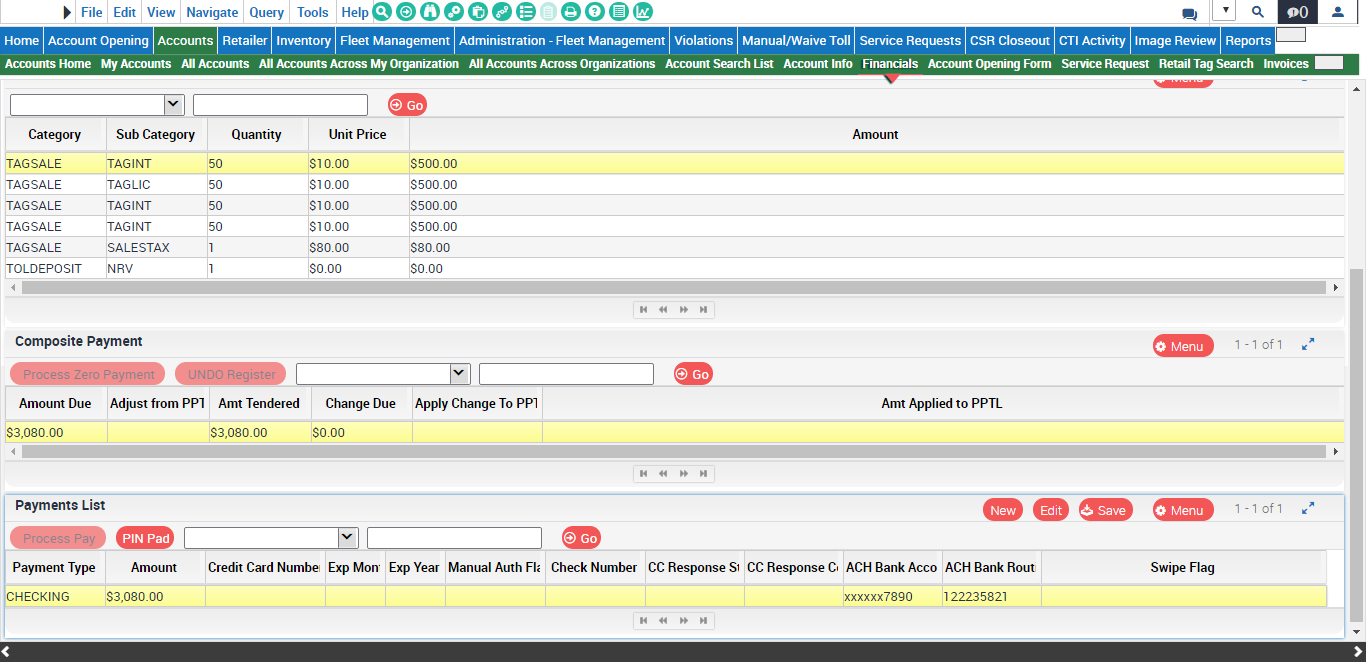 File Edit View Navigate Query Tools Help 0
Home Account Opening Accounts Retailer Inventory Fleet Management Administration - Fleet Management Violations Manual/Waive Toll Service Requests CSR Closeout CTI Activity Image Review Reports
Accounts Home My Accounts All Accounts All Accounts Across My Organization All Accounts Across Organizations Account Search List Account Info Financials Account Opening Form Service Request Retail Tag Search Invoices
Menu
Go
Category Sub Category Quantity Unit Price Amount
TAGSALE TAGINT 50 $10.00 $500.00
TAGSALE TAGLIC 50 $10.00 $500.00
TAGSALE TAGINT 50 $10.00 $500.00
TAGSALE TAGINT 50 $10.00 $500.00
TAGSALE SALESTAX 1 $80.00 $80.00
TOLDEPOSIT NRV 1 $0.00 $0.00
Composite Payment Menu 1 - 1 of 1
Process Zero Payment UNDO Register Go
Amount Due Adjust from PPT Amt Tendered Change Due Apply Change To PPT Amt Applied to PPTL
$3,080.00 $3,080.00 $0.00
Payments List New Edit Save Menu 1 - 1 of 1
Process Pay PIN Pad Go
Payment Type Amount Credit Card Number Exp Mon Exp Year Manual Auth Fla Check Number CC Response St CC Response C ACH Bank Acco ACH Bank Routi Swipe Flag
CHECKING $3,080.00 xxxxxx7890 122235821